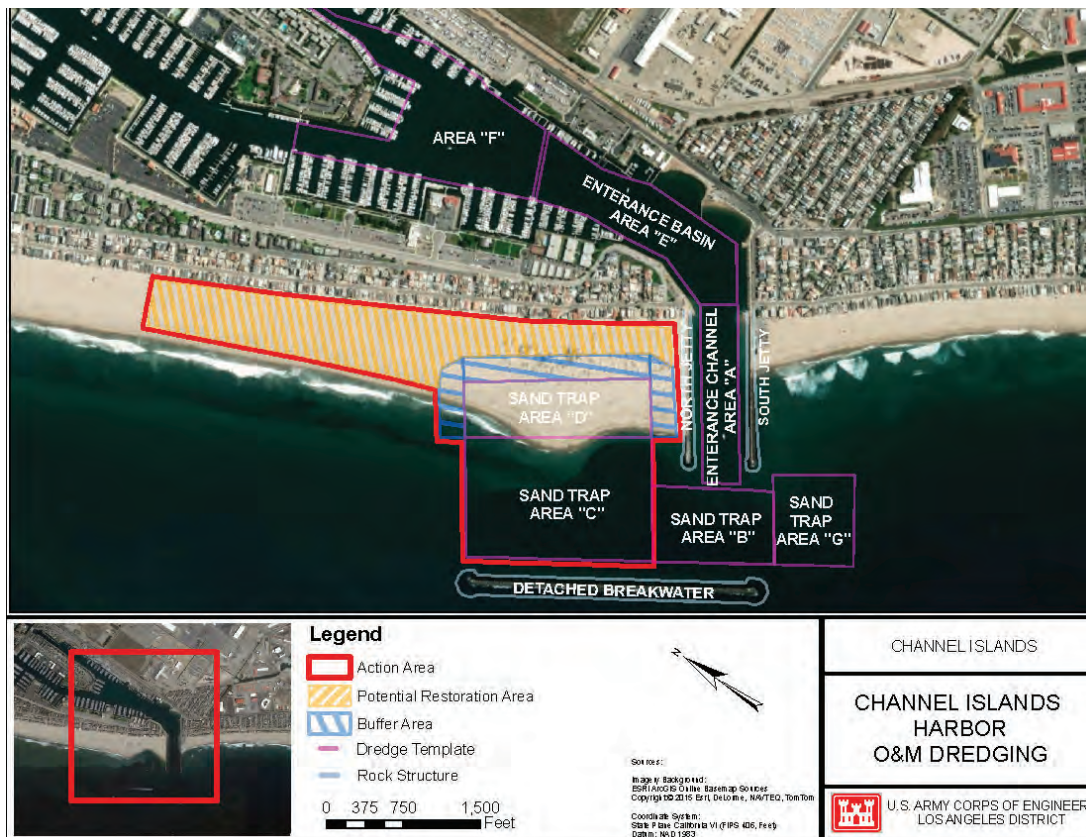 AREA "F"
ENTERANCE BASIN
AREA "E"
NORTH JETTY
ENTERANCE CHANNEL
AREA "A"
SOUTH JETTY
SAND TRAP
AREA "D"
SAND TRAP
AREA "C"
SAND TRAP
AREA "B"
SAND
TRAP
AREA "G"
DETACHED BREAKWATER
Legend
Action Area
Potential Restoration Area
Buffer Area
Dredge Template
Rock Structure
0 375 750 1,500
Feet
N
Sources:
Imagery Background:
ESRI ArcGIS Online Basemap Sources
Copyright:© 2015 Esri, DeLorme, NAVTEQ, TomTom
Coordinate System:
State Plane California VI (FIPS 406, Feet)
Datum: NAD 1983
CHANNEL ISLANDS
CHANNEL ISLANDS
HARBOR
O&M DREDGING
U.S. ARMY CORPS OF ENGINEER
LOS ANGELES DISTRICT